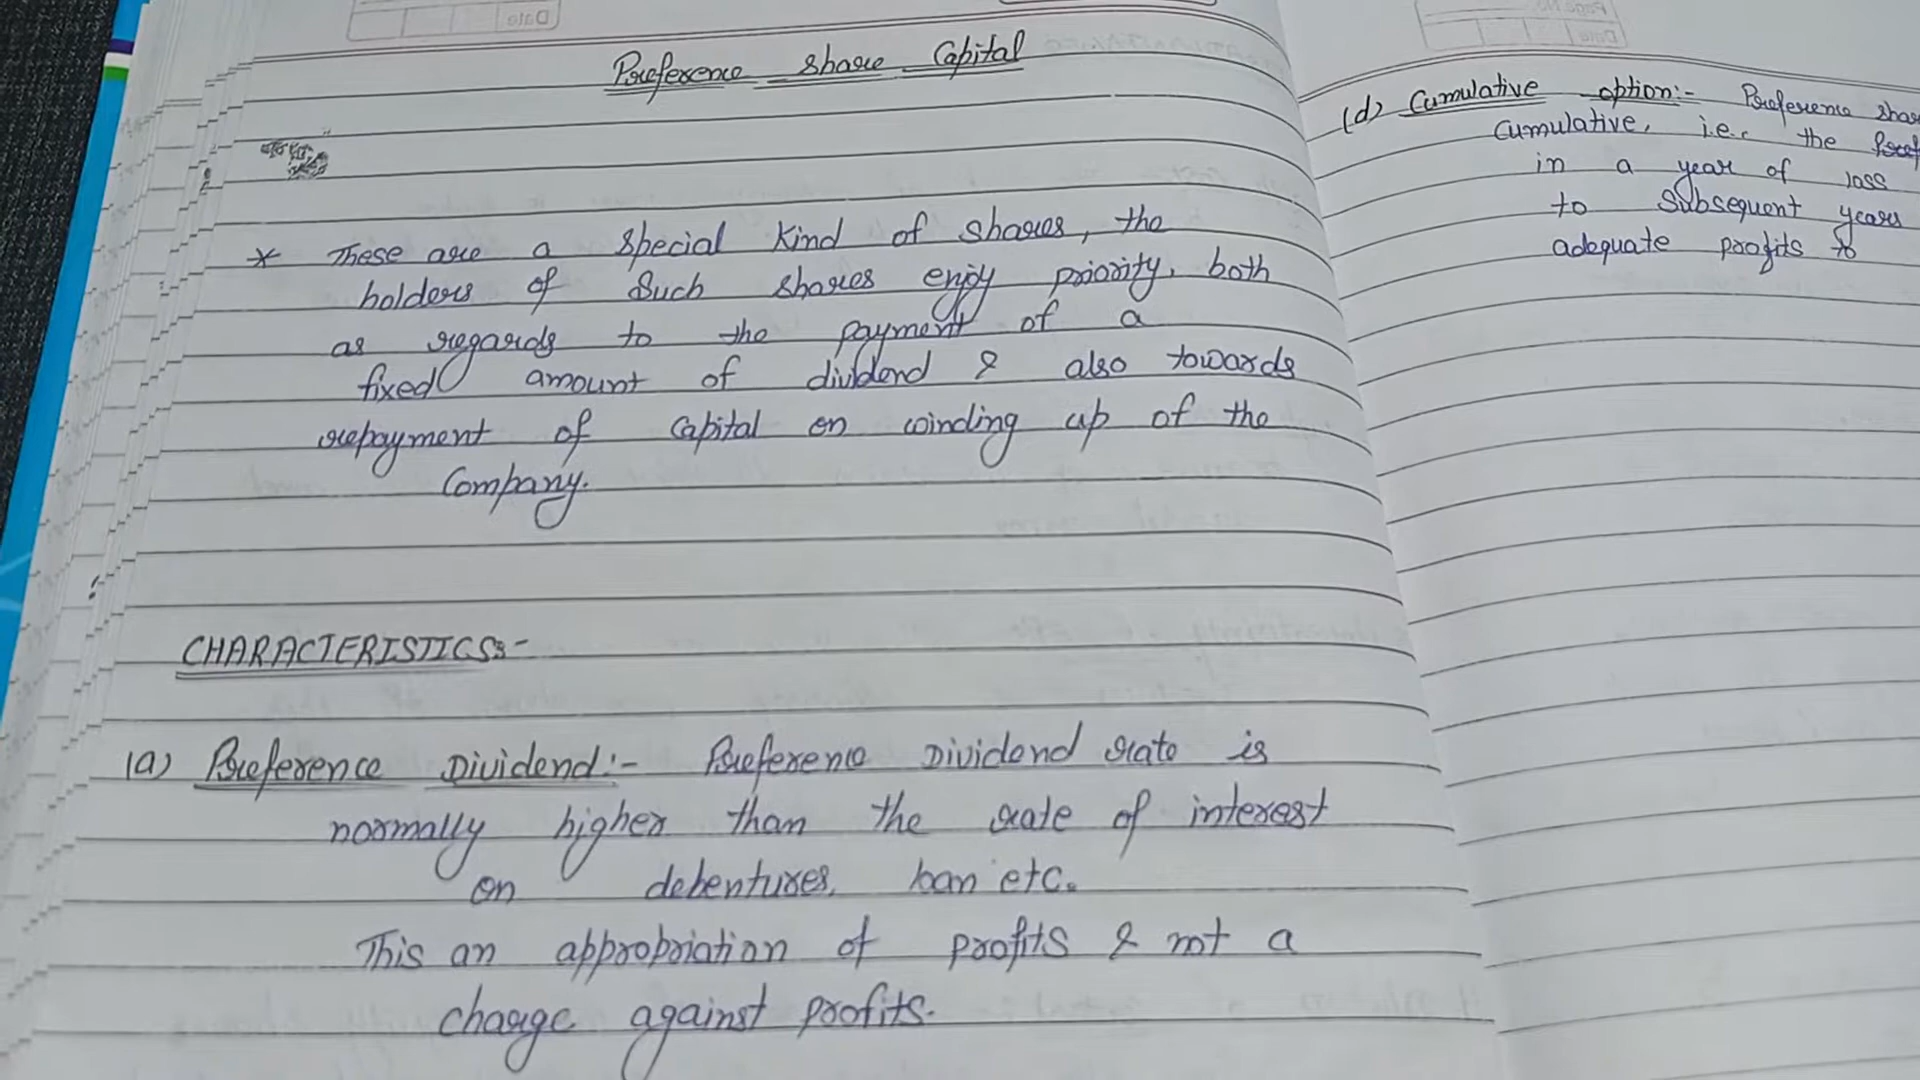 Preference share Capital
* These are a special kind of shares, the
holders of such shares enjoy priority, both
as regards to the payment of a
fixed amount of dividend & also towards
repayment of capital on winding up of the
Company.
CHARACTERISTICS:-
(a) Preference Dividend:- Preference Dividend rate is
normally higher than the rate of interest
on debentures, loan etc.
This an appropriation of profits & not a
charge against profits.
(d) Cumulative option:- Preference shar
Cumulative, i.e. the Pref
in a year of loss
to subsequent years
adequate profits to